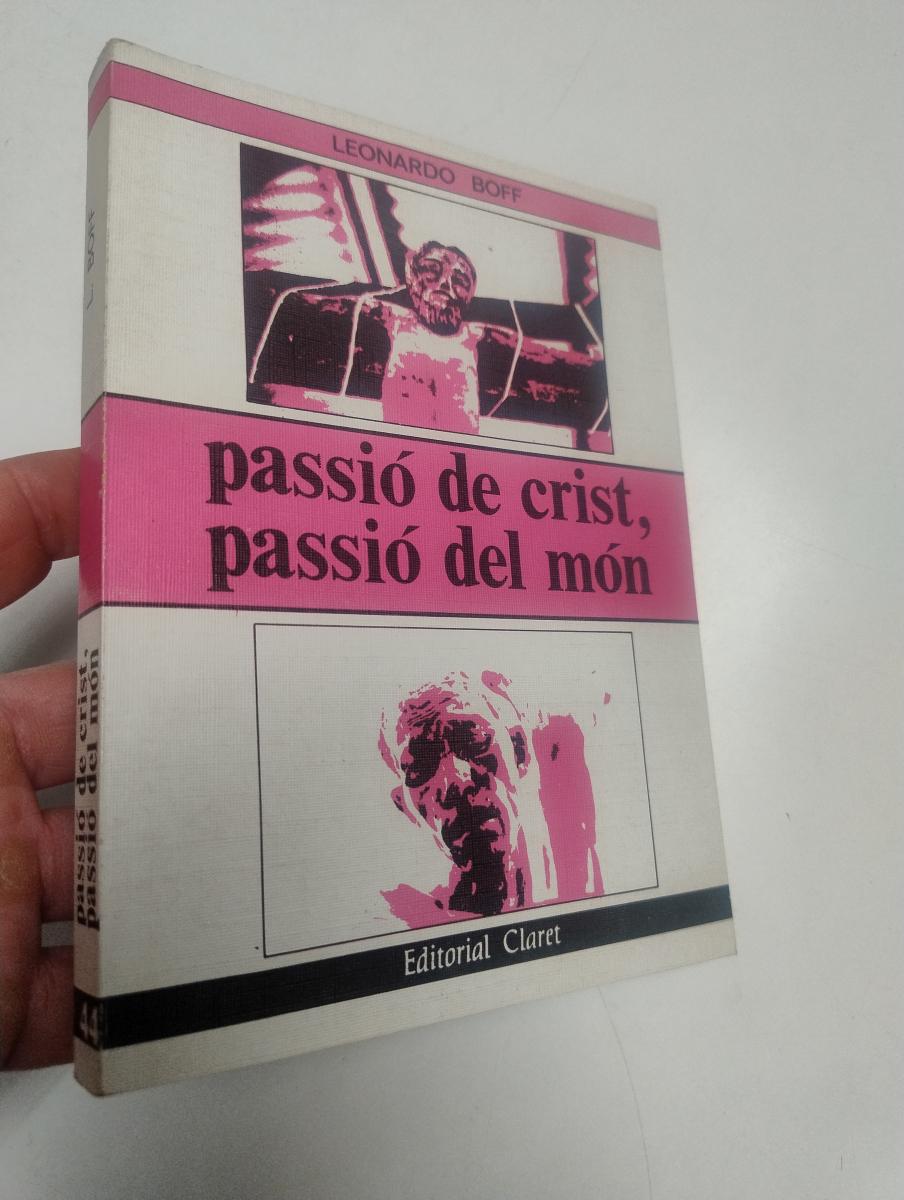 LEONARDO BOFF
passió de crist,
passió del món
Editorial Claret
L. BOFF
passió de crist,
passió del món
44